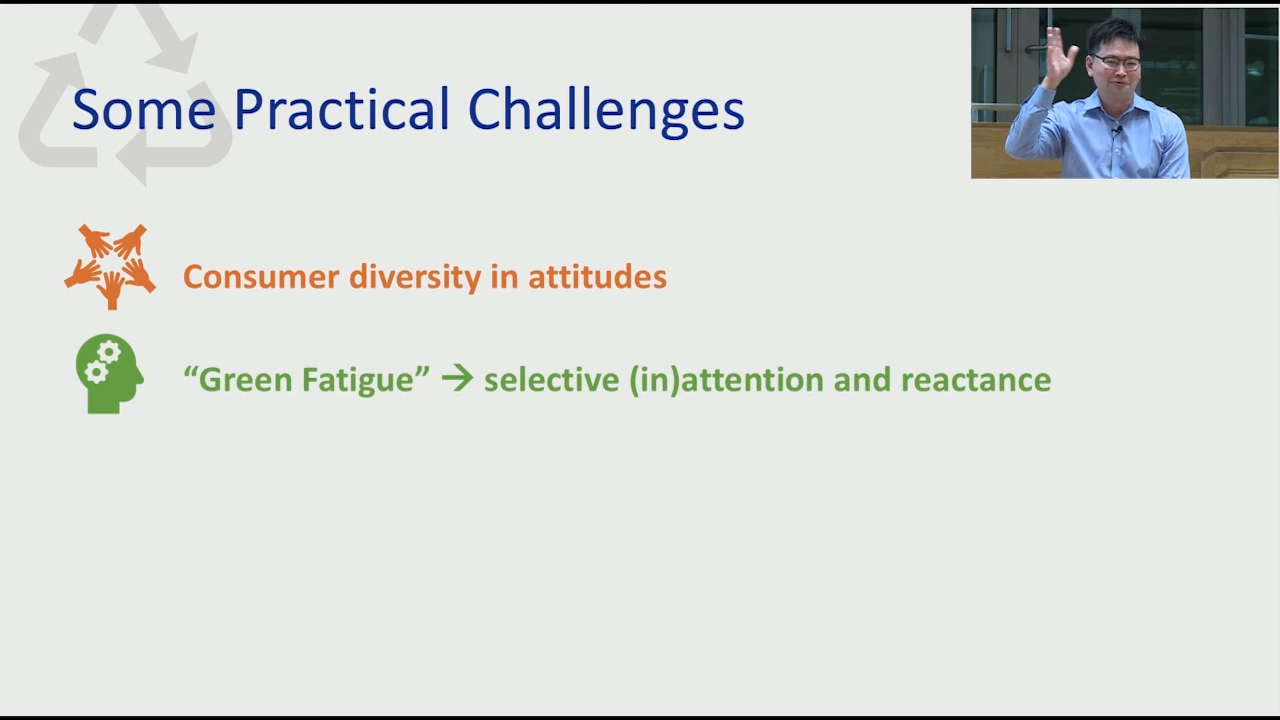 Some Practical Challenges
Consumer diversity in attitudes
“Green Fatigue” → selective (in)attention and reactance